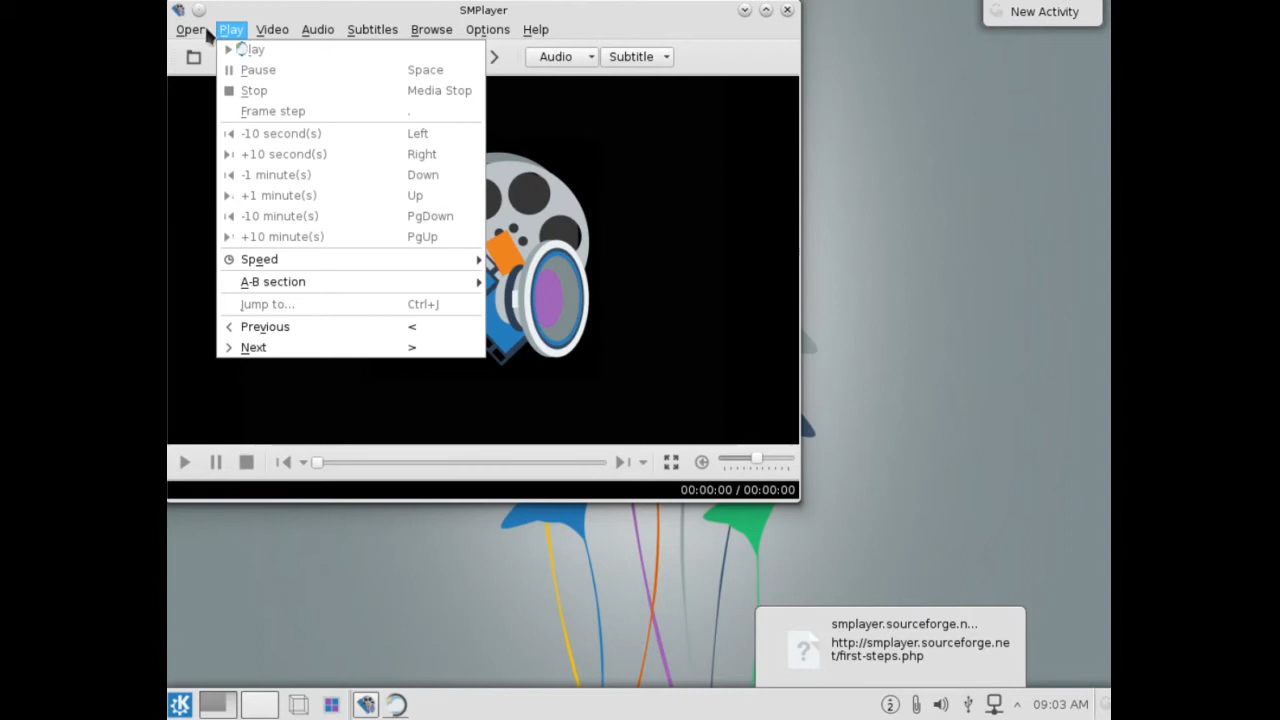 SMPlayer
New Activity
Open Play Video Audio Subtitles Browse Options Help
Audio Subtitle
Play
Pause Space
Stop Media Stop
Frame step .
-10 second(s) Left
+10 second(s) Right
-1 minute(s) Down
+1 minute(s) Up
-10 minute(s) PgDown
+10 minute(s) PgUp
Speed
A-B section
Jump to... Ctrl+J
Previous <
Next >
00:00:00 / 00:00:00
smplayer.sourceforge.n...
http://smplayer.sourceforge.ne
t/first-steps.php
09:03 AM